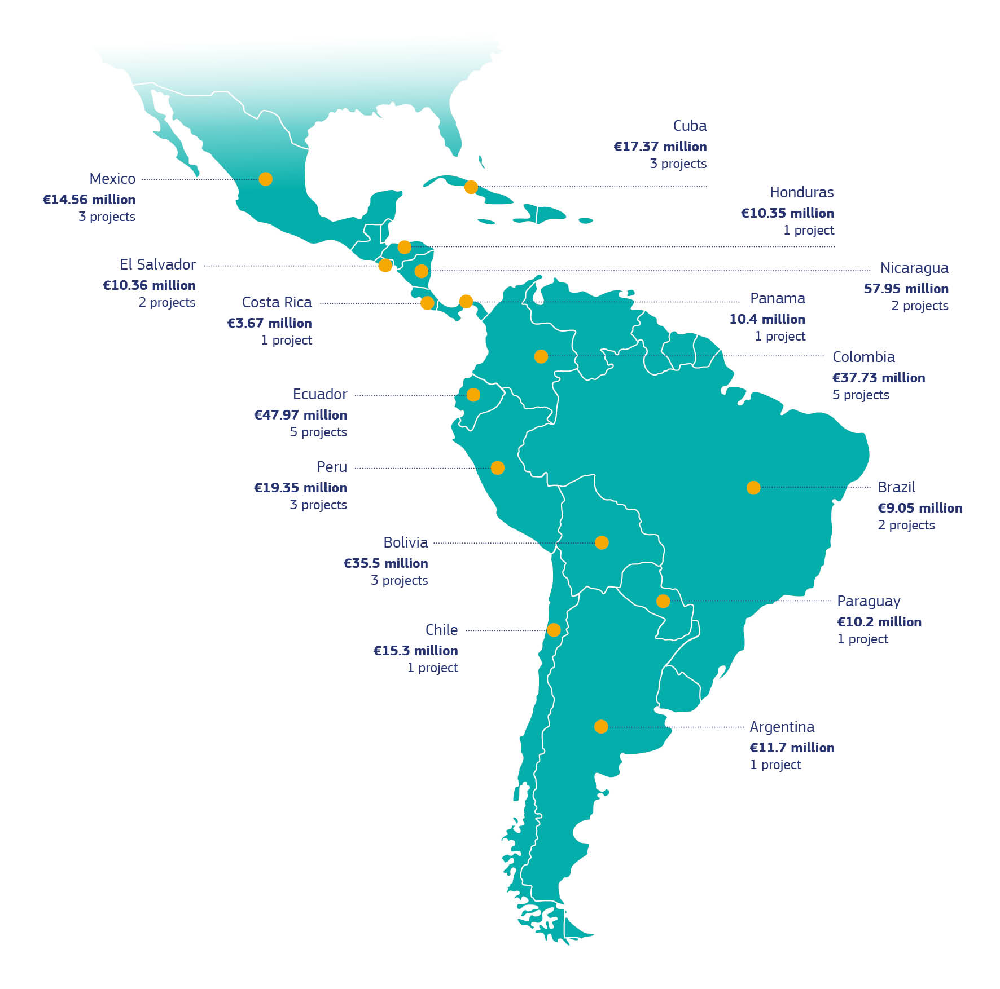 Cuba
€17.37 million
3 projects
Mexico
€14.56 million
3 projects
Honduras
€10.35 million
1 project
El Salvador
€10.36 million
2 projects
Nicaragua
57.95 million
2 projects
Costa Rica
€3.67 million
1 project
Panama
10.4 million
1 project
Colombia
€37.73 million
5 projects
Ecuador
€47.97 million
5 projects
Peru
€19.35 million
3 projects
Brazil
€9.05 million
2 projects
Bolivia
€35.5 million
3 projects
Paraguay
€10.2 million
1 project
Chile
€15.3 million
1 project
Argentina
€11.7 million
1 project